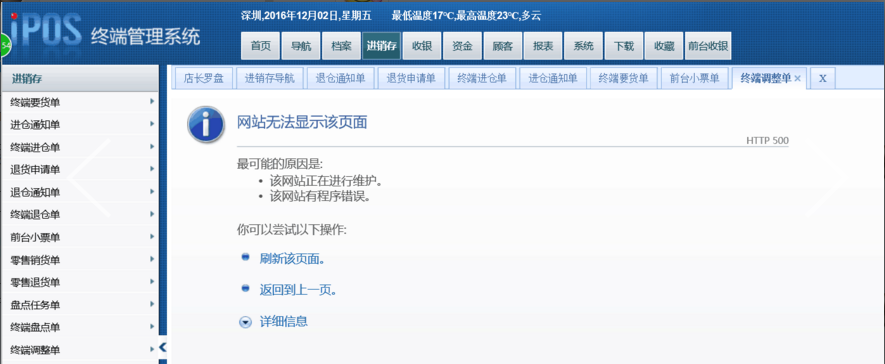 iPOS 终端管理系统
54
深圳,2016年12月02日,星期五 最低温度17℃,最高温度23℃,多云
首页 导航 档案 进销存 收银 资金 顾客 报表 系统 下载 收藏 前台收银
进销存
店长罗盘 进销存导航 退仓通知单 退货申请单 终端进仓单 进仓通知单 终端要货单 前台小票单 终端调整单 × X
终端要货单
进仓通知单
终端进仓单
退货申请单
退仓通知单
终端退仓单
前台小票单
零售销货单
零售退货单
盘点任务单
终端盘点单
终端调整单
网站无法显示该页面
HTTP 500
最可能的原因是:
• 该网站正在进行维护。
• 该网站有程序错误。
你可以尝试以下操作:
刷新该页面。
返回到上一页。
详细信息